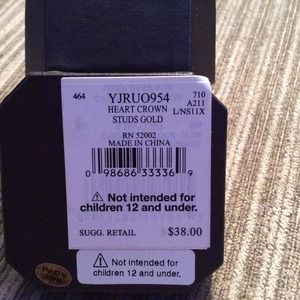 464 YJRUO954 710
HEART CROWN A211
STUDS GOLD L/NS11X
RN 52002
MADE IN CHINA
0 98686 33336 9
Not intended for
children 12 and under.
SUGG. RETAIL $38.00
Not intended for
children 12 and under.